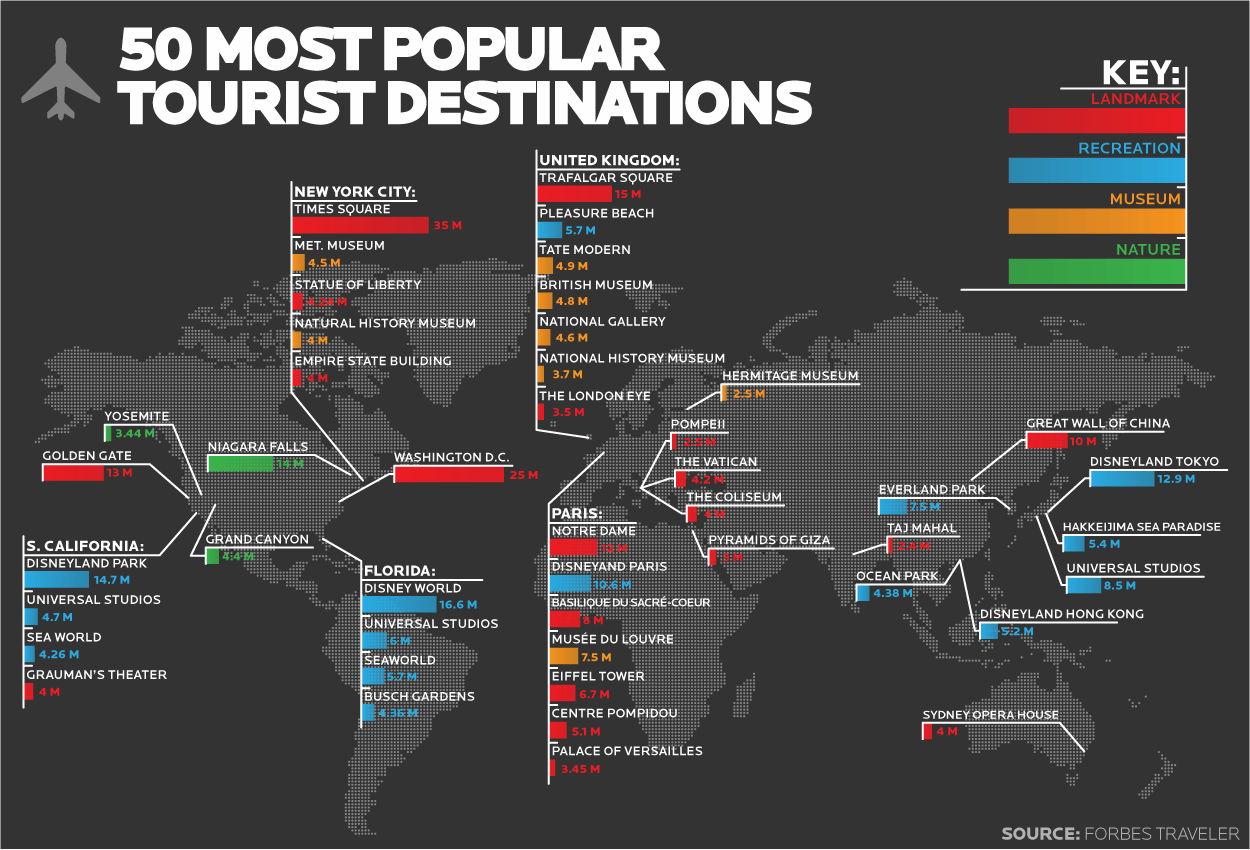 50 MOST POPULAR
TOURIST DESTINATIONS
KEY:
LANDMARK
RECREATION
MUSEUM
NATURE
NEW YORK CITY:
TIMES SQUARE
35 M
MET. MUSEUM
4.5 M
STATUE OF LIBERTY
NATURAL HISTORY MUSEUM
4 M
EMPIRE STATE BUILDING
4 M
UNITED KINGDOM:
TRAFALGAR SQUARE
15 M
PLEASURE BEACH
5.7 M
TATE MODERN
4.9 M
BRITISH MUSEUM
4.8 M
NATIONAL GALLERY
4.6 M
NATIONAL HISTORY MUSEUM
3.7 M
THE LONDON EYE
3.5 M
HERMITAGE MUSEUM
2.5 M
YOSEMITE
3.44 M
GOLDEN GATE
13 M
NIAGARA FALLS
14 M
WASHINGTON D.C.
25 M
GRAND CANYON
4.4 M
POMPEII
2.5 M
THE VATICAN
4.2 M
THE COLISEUM
4 M
PYRAMIDS OF GIZA
3 M
GREAT WALL OF CHINA
10 M
DISNEYLAND TOKYO
12.9 M
EVERLAND PARK
7.5 M
TAJ MAHAL
2.4 M
HAKKEIJIMA SEA PARADISE
5.4 M
UNIVERSAL STUDIOS
8.5 M
OCEAN PARK
4.38 M
DISNEYLAND HONG KONG
5.2 M
SYDNEY OPERA HOUSE
4 M
S. CALIFORNIA:
DISNEYLAND PARK
14.7 M
UNIVERSAL STUDIOS
4.7 M
SEA WORLD
4.26 M
GRAUMAN'S THEATER
4 M
FLORIDA:
DISNEY WORLD
16.6 M
UNIVERSAL STUDIOS
6 M
SEAWORLD
5.7 M
BUSCH GARDENS
4.36 M
PARIS:
NOTRE DAME
12 M
DISNEYAND PARIS
10.6 M
BASILIQUE DU SACRÉ-COEUR
8 M
MUSÉE DU LOUVRE
7.5 M
EIFFEL TOWER
6.7 M
CENTRE POMPIDOU
5.1 M
PALACE OF VERSAILLES
3.45 M
SOURCE: FORBES TRAVELER